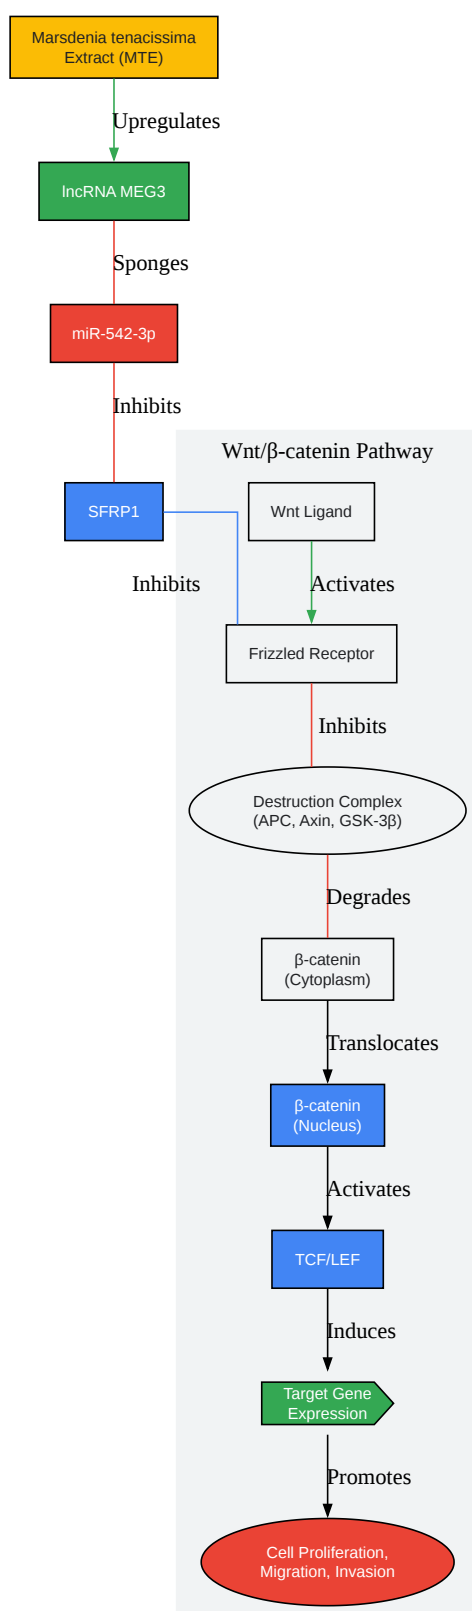 Marsdenia tenacissima
Extract (MTE)
Upregulates
lncRNA MEG3
Sponges
miR-542-3p
Inhibits
Wnt/β-catenin Pathway
SFRP1
Wnt Ligand
Inhibits
Activates
Frizzled Receptor
Inhibits
Destruction Complex
(APC, Axin, GSK-3β)
Degrades
β-catenin
(Cytoplasm)
Translocates
β-catenin
(Nucleus)
Activates
TCF/LEF
Induces
Target Gene
Expression
Promotes
Cell Proliferation,
Migration, Invasion